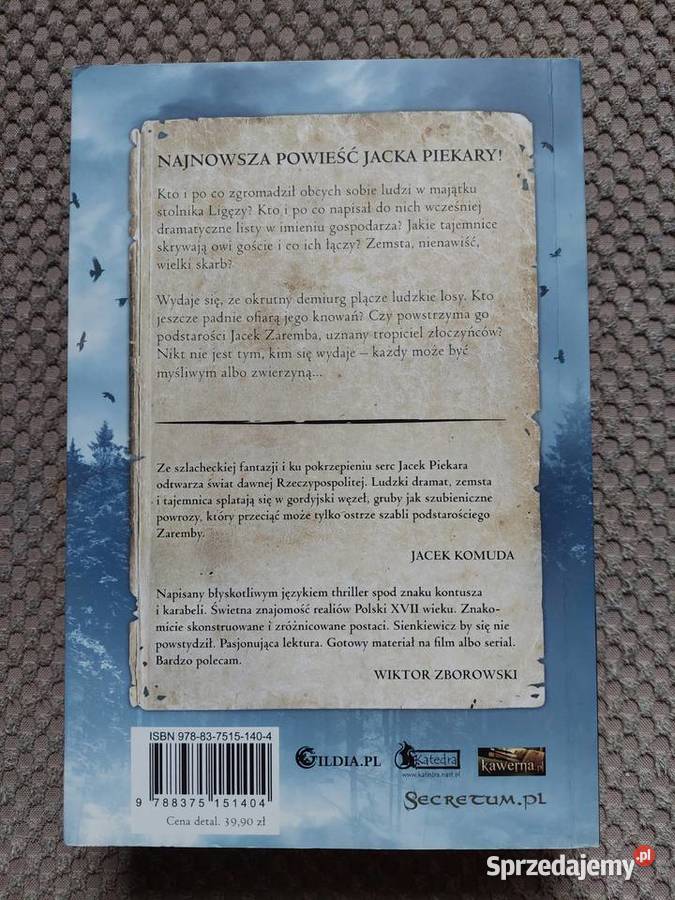 NAJNOWSZA POWIEŚĆ JACKA PIEKARY!
Kto i po co zgromadził obcych sobie ludzi w majątku
stolnika Ligęzy? Kto i po co napisał do nich wcześniej
dramatyczne listy w imieniu gospodarza? Jakie tajemnice
skrywają owi goście i co ich łączy? Zemsta, nienawiść,
wielki skarb?
Wydaje się, że okrutny demiurg plącze ludzkie losy. Kto
jeszcze padnie ofiarą jego knowań? Czy powstrzyma go
podstarości Jacek Zaremba, uznany tropiciel złoczyńców?
Nikt nie jest tym, kim się wydaje – każdy może być
myśliwym albo zwierzyną...
Ze szlacheckiej fantazji i ku pokrzepieniu serc Jacek Piekara
odtwarza świat dawnej Rzeczypospolitej. Ludzki dramat, zemsta
i tajemnica splatają się w gordyjski węzeł, gruby jak szubieniczne
powrozy, który przeciąć może tylko ostrze szabli podstarościego
Zaremby.
JACEK KOMUDA
Napisany błyskotliwym językiem thriller spod znaku kontusza
i karabeli. Świetna znajomość realiów Polski XVII wieku. Znako-
micie skonstruowane i zróżnicowane postaci. Sienkiewicz by się nie
powstydził. Pasjonująca lektura. Gotowy materiał na film albo serial.
Bardzo polecam.
WIKTOR ZBOROWSKI
ISBN 978-83-7515-140-4
9 788375 151404
Cena detal. 39,90 zł
GILDIA.PL
Katedra
www.katedra.nast.pl
kawerna.pl
SECRETUM.PL
Sprzedajemy.pl